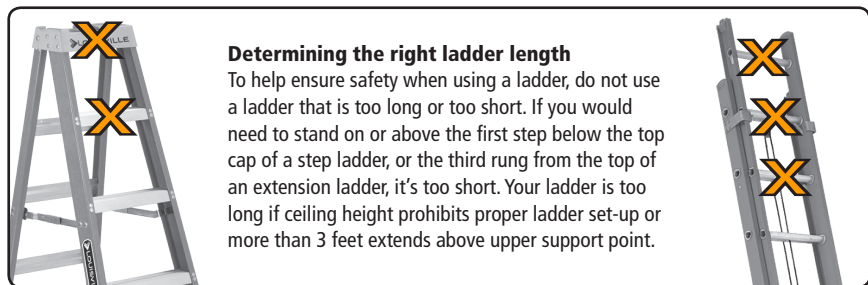 LOUISVILLE
Determining the right ladder length
To help ensure safety when using a ladder, do not use
a ladder that is too long or too short. If you would
need to stand on or above the first step below the top
cap of a step ladder, or the third rung from the top of
an extension ladder, it's too short. Your ladder is too
long if ceiling height prohibits proper ladder set-up or
more than 3 feet extends above upper support point.